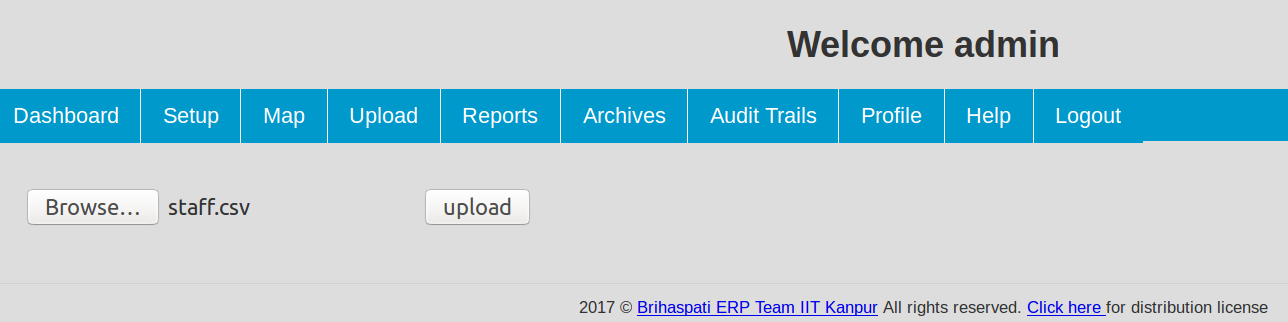 Welcome admin
Dashboard Setup Map Upload Reports Archives Audit Trails Profile Help Logout
Browse... staff.csv upload
2017 © Brihaspati ERP Team IIT Kanpur All rights reserved. Click here for distribution license